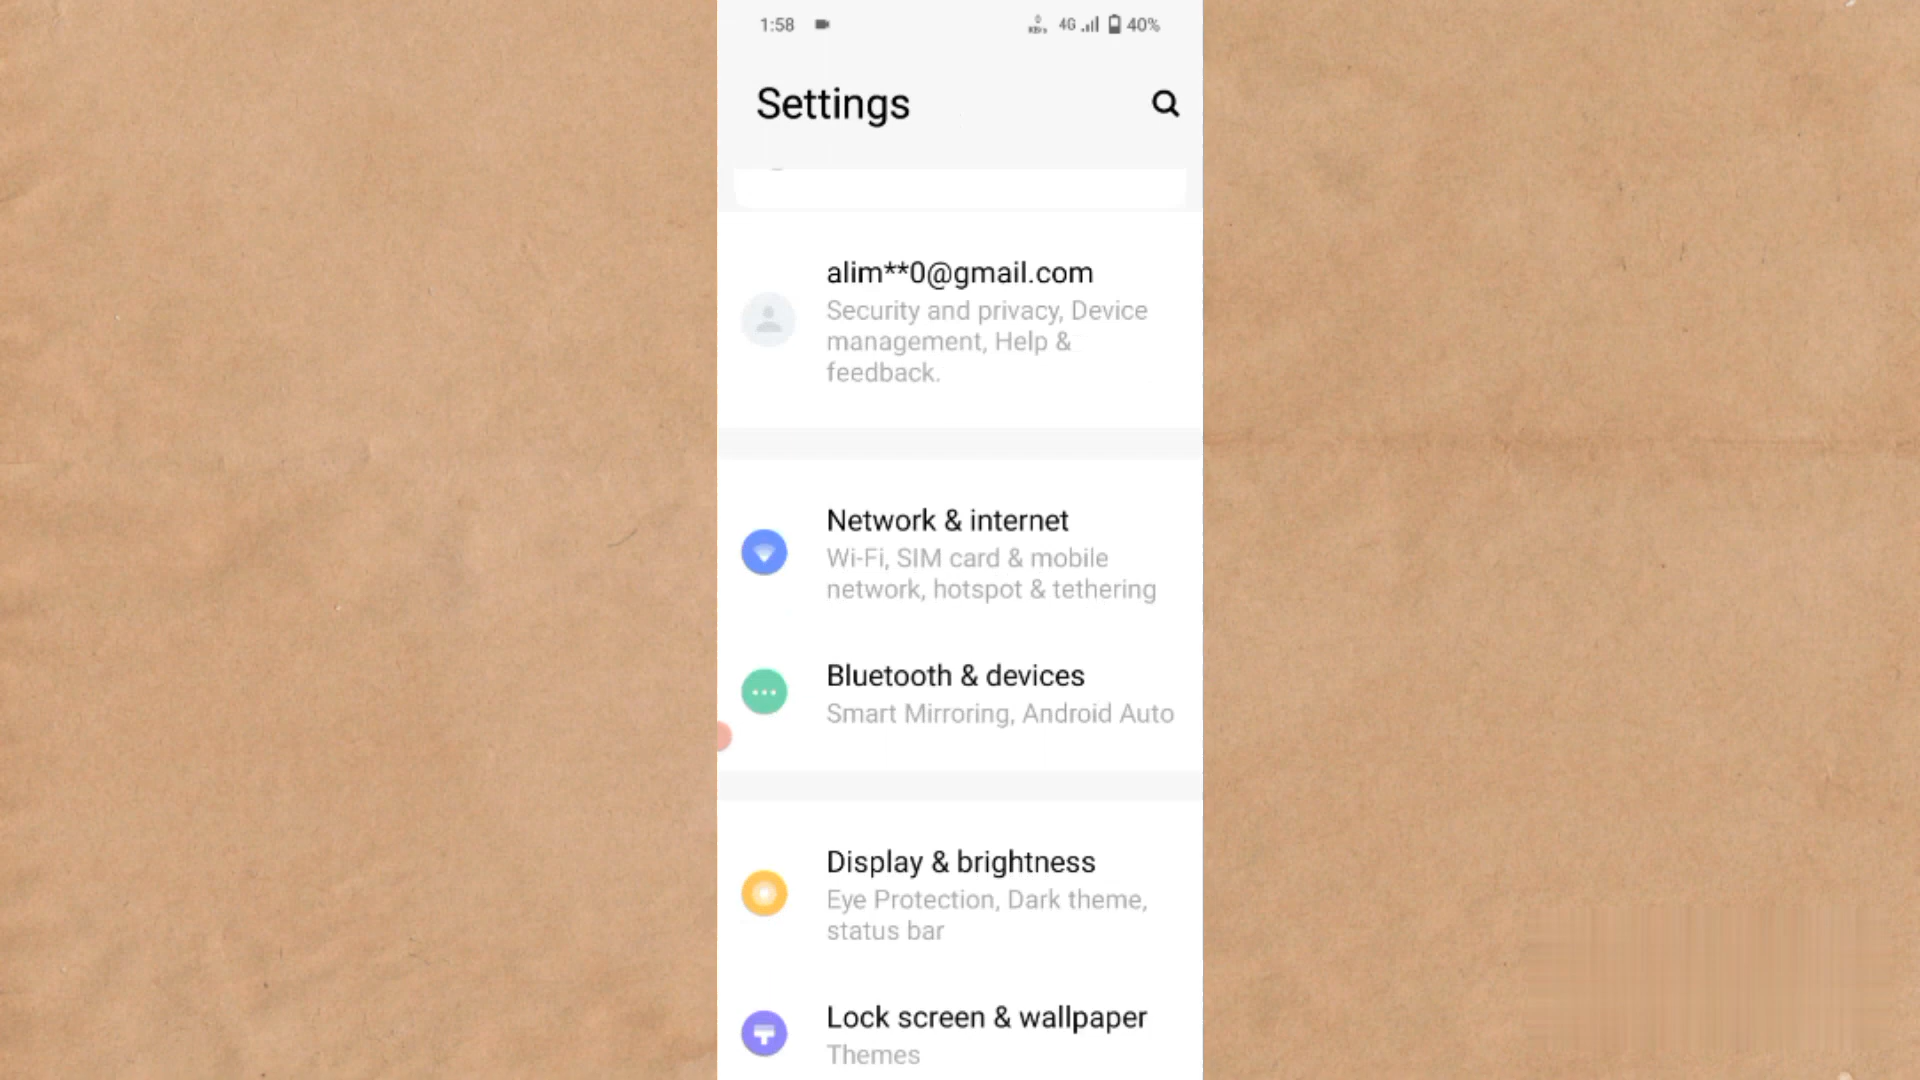 1:58
0
KB/s
4G
40%
Settings
alim**0@gmail.com
Security and privacy, Device
management, Help &
feedback.
Network & internet
Wi-Fi, SIM card & mobile
network, hotspot & tethering
Bluetooth & devices
Smart Mirroring, Android Auto
Display & brightness
Eye Protection, Dark theme,
status bar
Lock screen & wallpaper
Themes